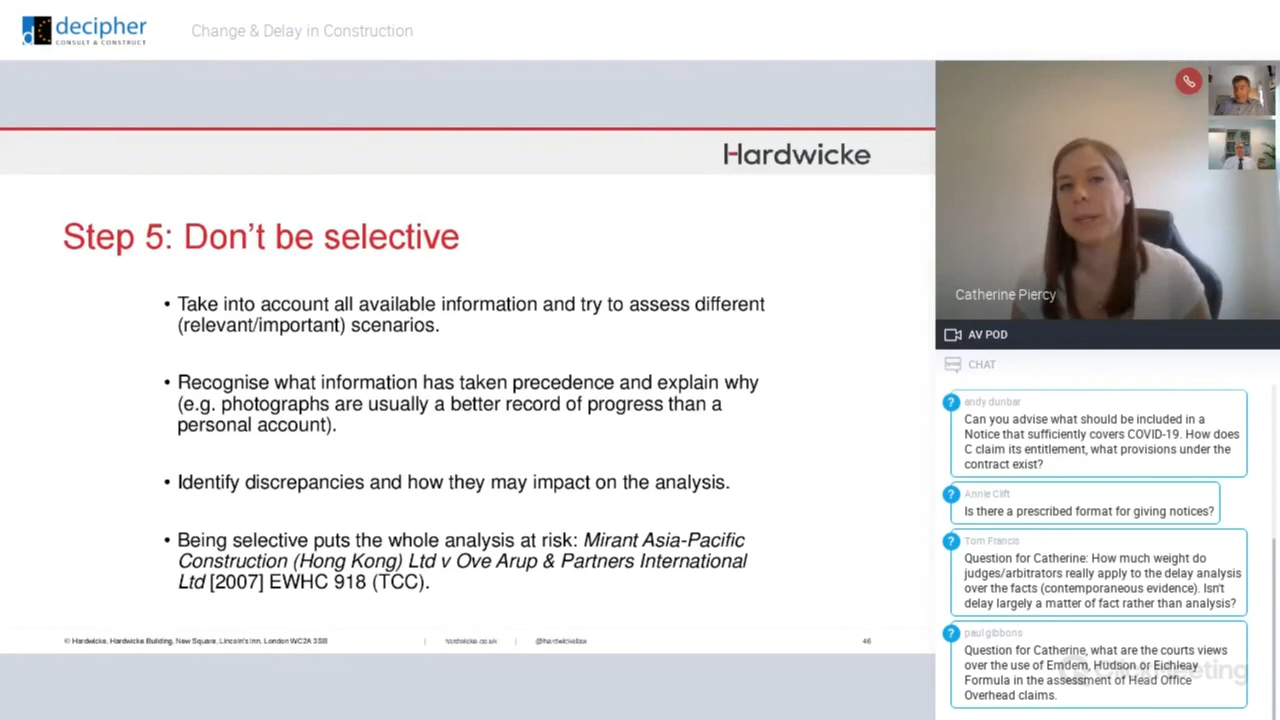 decipher
CONSULT & CONSTRUCT
Change & Delay in Construction
Hardwicke
Step 5: Don't be selective
• Take into account all available information and try to assess different
(relevant/important) scenarios.
• Recognise what information has taken precedence and explain why
(e.g. photographs are usually a better record of progress than a
personal account).
• Identify discrepancies and how they may impact on the analysis.
• Being selective puts the whole analysis at risk: Mirant Asia-Pacific
Construction (Hong Kong) Ltd v Ove Arup & Partners International
Ltd [2007] EWHC 918 (TCC).
© Hardwicke, Hardwicke Building, New Square, Lincoln's Inn. London WC2A 3SB | hardwicke.co.uk | @hardwickelaw 46
Catherine Piercy
AV POD
CHAT
andy dunbar
Can you advise what should be included in a
Notice that sufficiently covers COVID-19. How does
C claim its entitlement, what provisions under the
contract exist?
Annie Clift
Is there a prescribed format for giving notices?
Tom Francis
Question for Catherine: How much weight do
judges/arbitrators really apply to the delay analysis
over the facts (contemporaneous evidence). Isn't
delay largely a matter of fact rather than analysis?
paul gibbons
Question for Catherine, what are the courts views
over the use of Emdem, Hudson or Eichleay
Formula in the assessment of Head Office
Overhead claims.